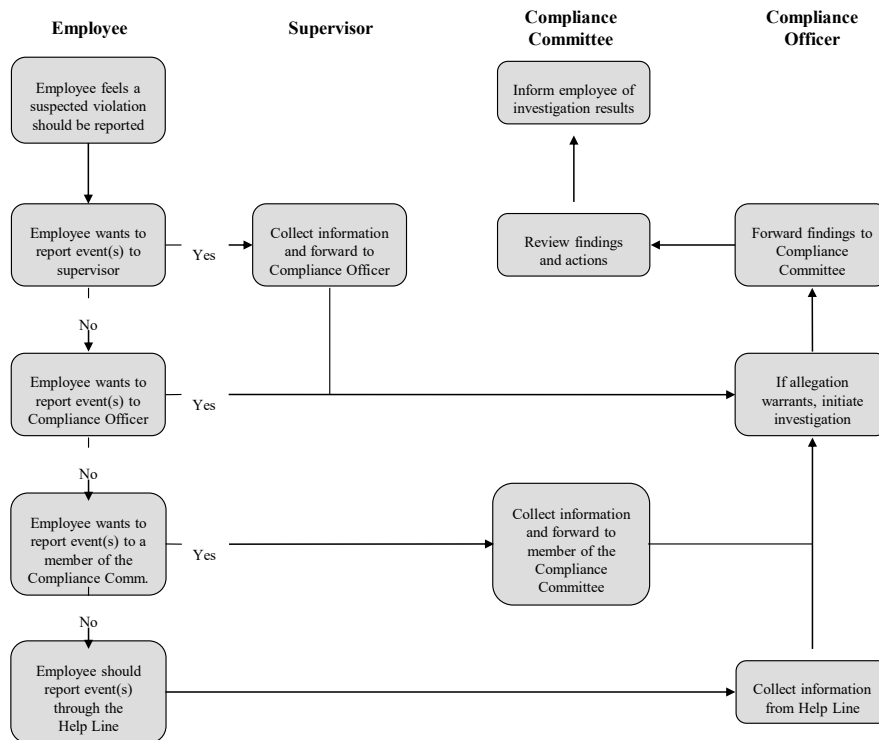 Employee
Supervisor
Compliance
Committee
Compliance
Officer
Employee feels a
suspected violation
should be reported
Inform employee of
investigation results
Employee wants to
report event(s) to
supervisor
Yes
Collect information
and forward to
Compliance Officer
Review findings
and actions
Forward findings to
Compliance
Committee
No
Employee wants to
report event(s) to
Compliance Officer
Yes
If allegation
warrants, initiate
investigation
No
Employee wants to
report event(s) to a
member of the
Compliance Comm.
Yes
Collect information
and forward to
member of the
Compliance
Committee
No
Employee should
report event(s)
through the
Help Line
Collect information
from Help Line